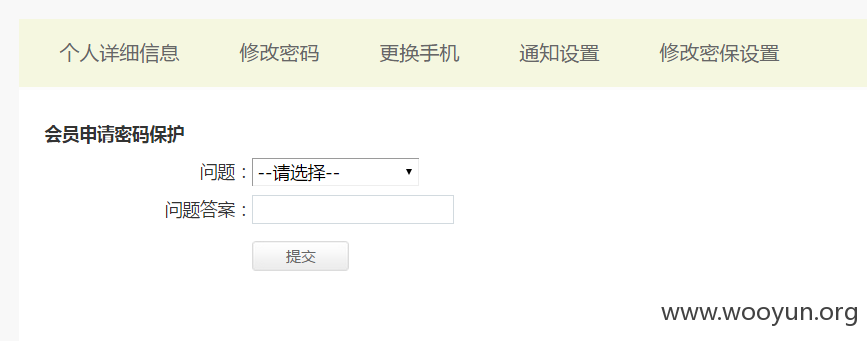 个人详细信息 修改密码 更换手机 通知设置 修改密保设置
会员申请密码保护
问题： --请选择--
问题答案：
提交
www.wooyun.org